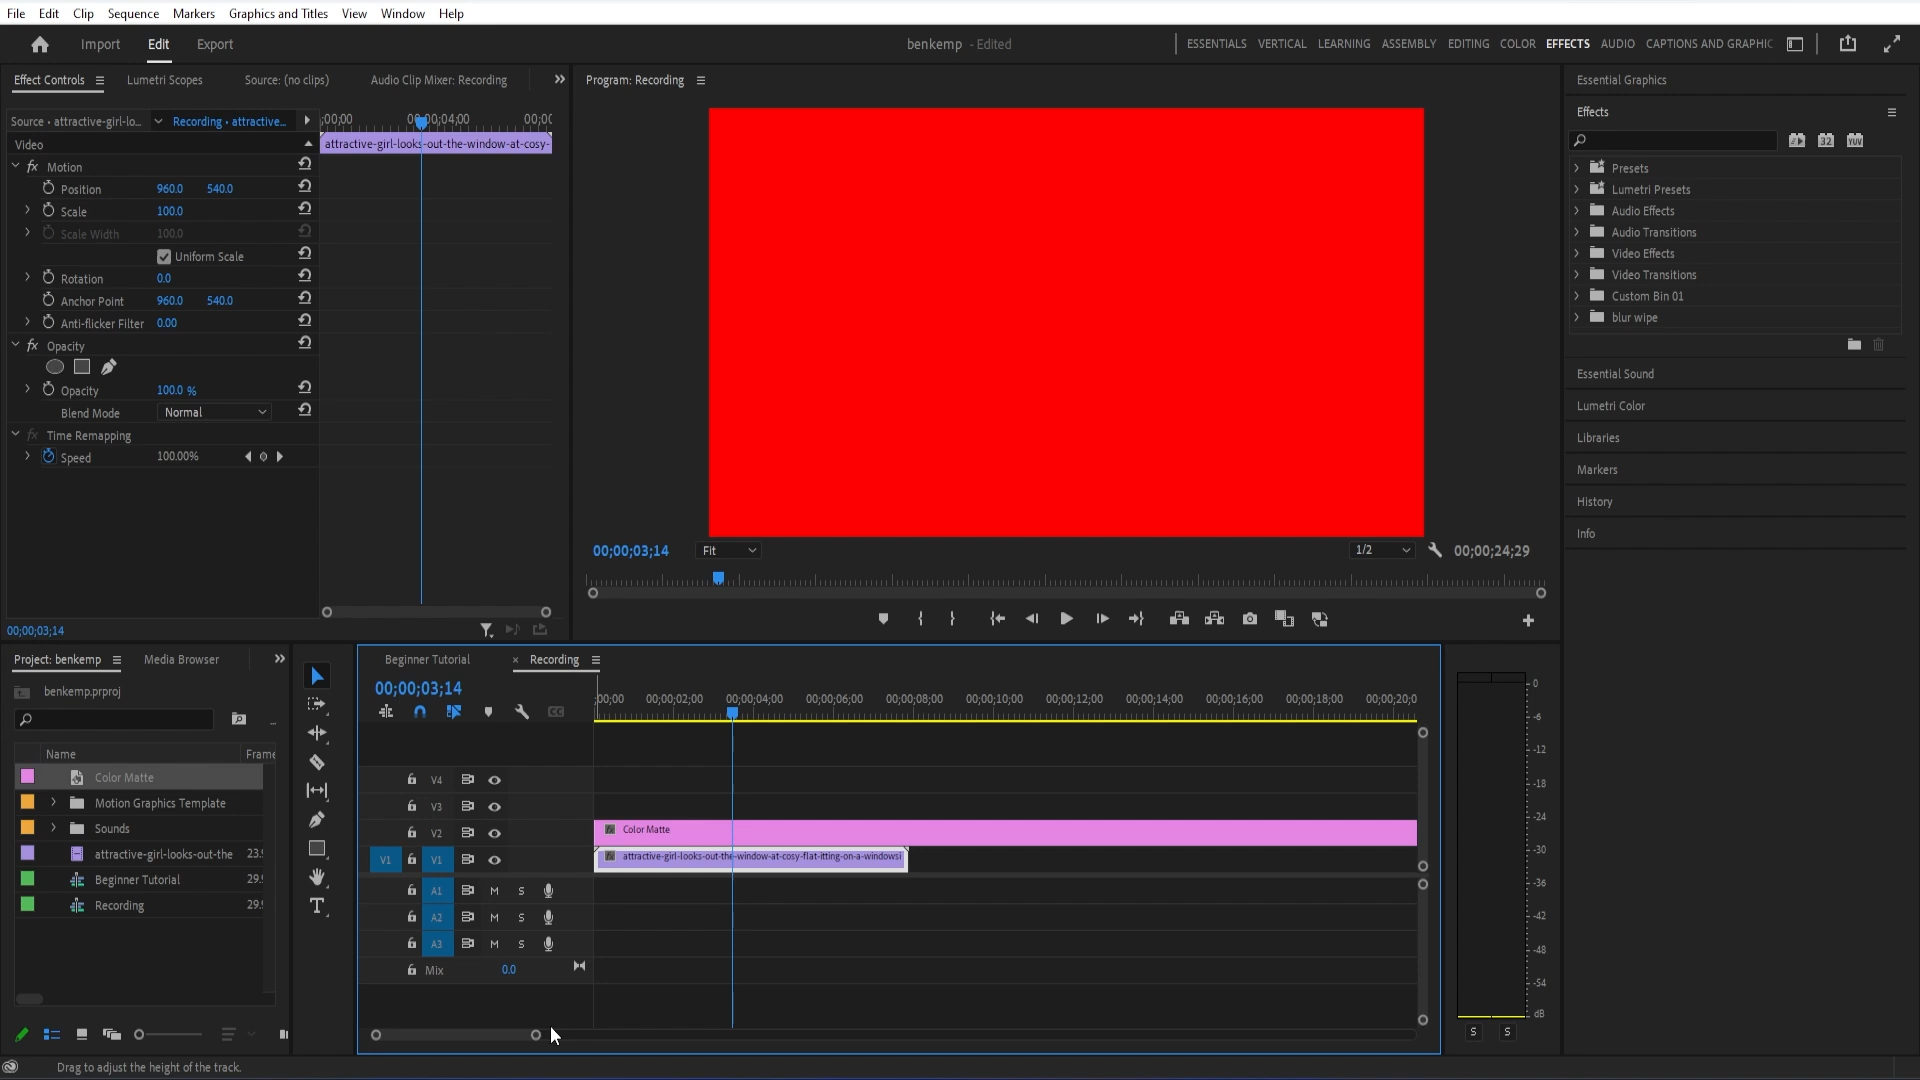 File Edit Clip Sequence Markers Graphics and Titles View Window Help
Import Edit Export
benkemp - Edited
ESSENTIALS VERTICAL LEARNING ASSEMBLY EDITING COLOR EFFECTS AUDIO CAPTIONS AND GRAPHIC
Effect Controls Lumetri Scopes Source: (no clips) Audio Clip Mixer: Recording
Source • attractive-girl-lo... Recording • attractive...
;00;00 00;00;04;00 00;0
Video
attractive-girl-looks-out-the-window-at-cosy-
fx Motion
Position 960.0 540.0
Scale 100.0
Scale Width 100.0
Uniform Scale
Rotation 0.0
Anchor Point 960.0 540.0
Anti-flicker Filter 0.00
fx Opacity
Opacity 100.0 %
Blend Mode Normal
fx Time Remapping
Speed 100.00%
00;00;03;14
Program: Recording
00;00;03;14 Fit 1/2 00;00;24;29
Essential Graphics
Effects
32 YUV
Presets
Lumetri Presets
Audio Effects
Audio Transitions
Video Effects
Video Transitions
Custom Bin 01
blur wipe
Essential Sound
Lumetri Color
Libraries
Markers
History
Info
Project: benkemp Media Browser
benkemp.prproj
Name Frame
Color Matte
Motion Graphics Template
Sounds
attractive-girl-looks-out-the 23.
Beginner Tutorial 29.
Recording 29.
T
Beginner Tutorial × Recording
00;00;03;14
CC
:00;00 00;00;02;00 00;00;04;00 00;00;06;00 00;00;08;00 00;00;10;00 00;00;12;00 00;00;14;00 00;00;16;00 00;00;18;00 00;00;20;0
V4
V3
V2 fx Color Matte
V1 V1 fx attractive-girl-looks-out-the-window-at-cosy-flat-itting-on-a-windowsi
A1 M S
A2 M S
A3 M S
Mix 0.0
0
-6
-12
-18
-24
-30
-36
-42
-48
-54
dB
S S
Drag to adjust the height of the track.